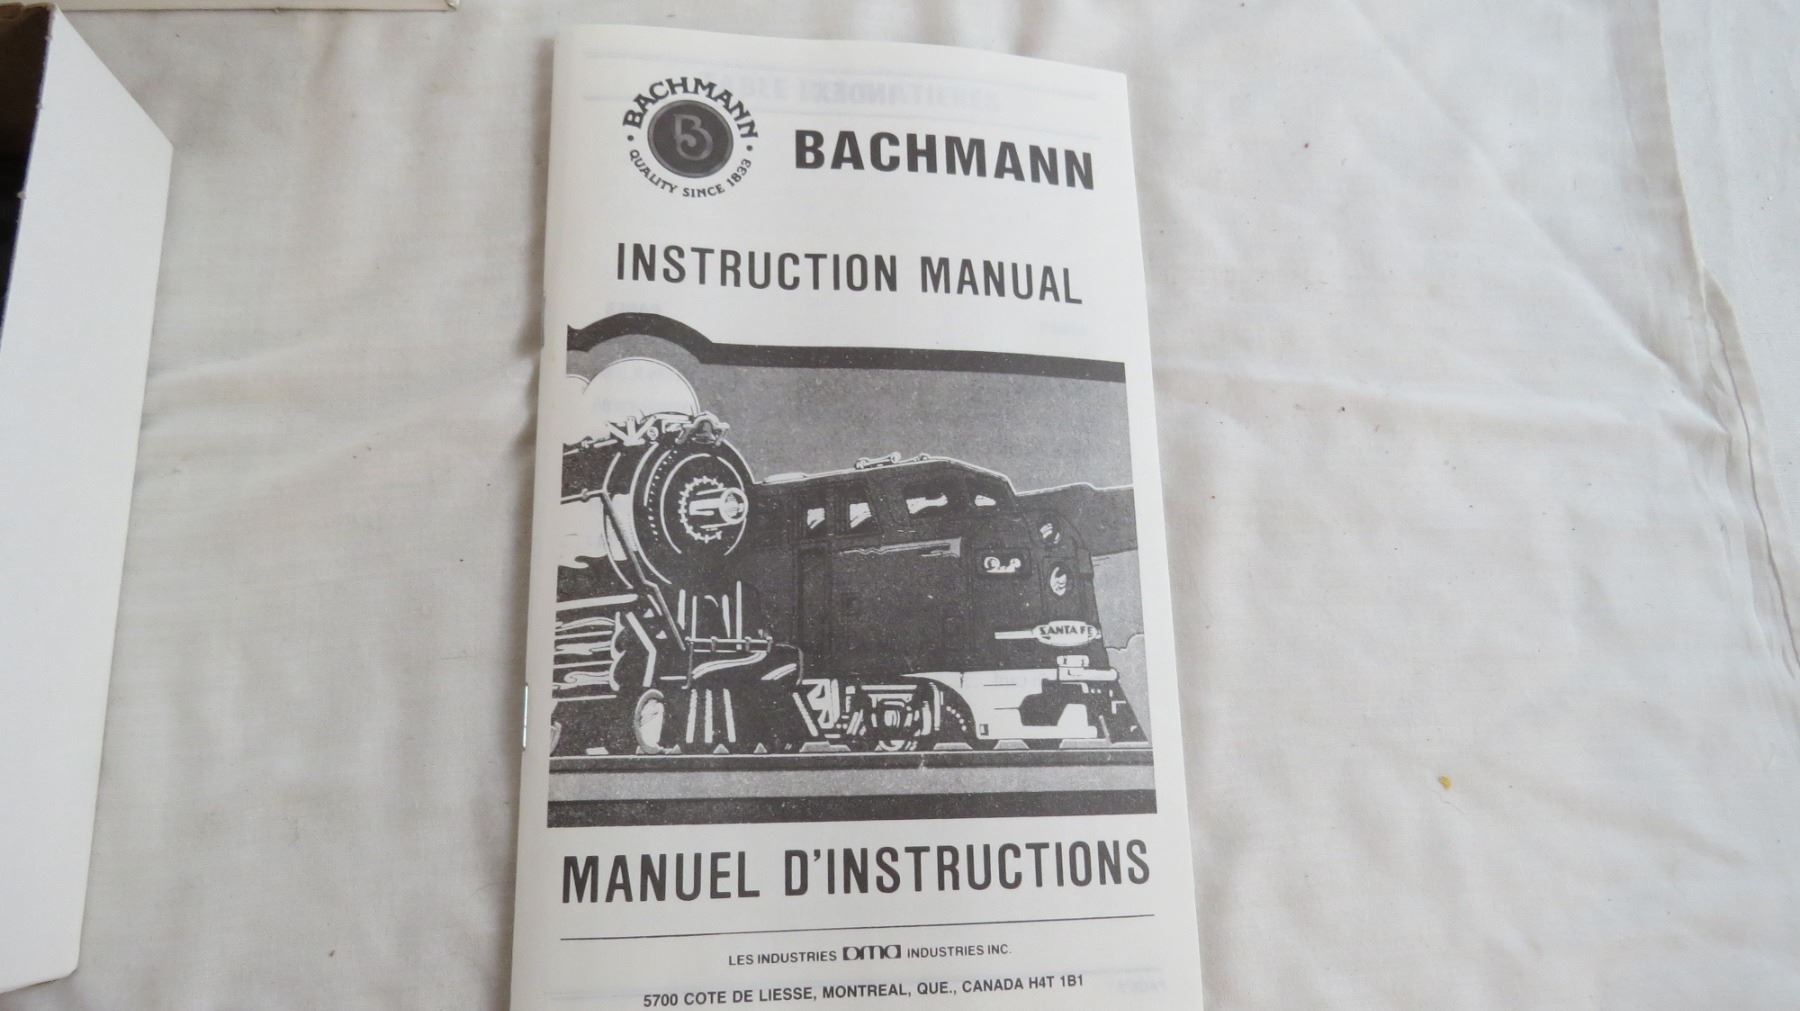 BACHMANN
B
QUALITY SINCE 1833
BACHMANN
INSTRUCTION MANUAL
SANTA FE
MANUEL D'INSTRUCTIONS
LES INDUSTRIES DMA INDUSTRIES INC.
5700 COTE DE LIESSE, MONTREAL, QUE., CANADA H4T 1B1